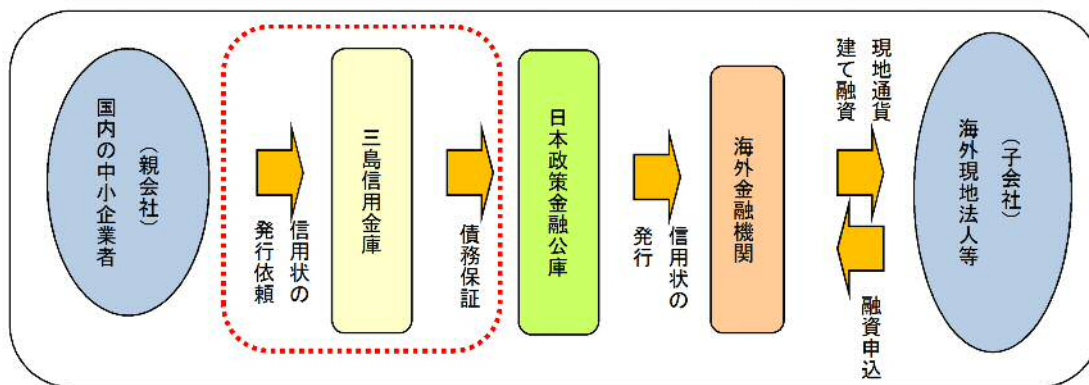 国内の中小企業者
（親会社）
信用状の
発行依頼
三島信用金庫
債務保証
日本政策金融公庫
信用状の
発行
海外金融機関
現地通貨
建て融資
融資申込
（子会社）
海外現地法人等